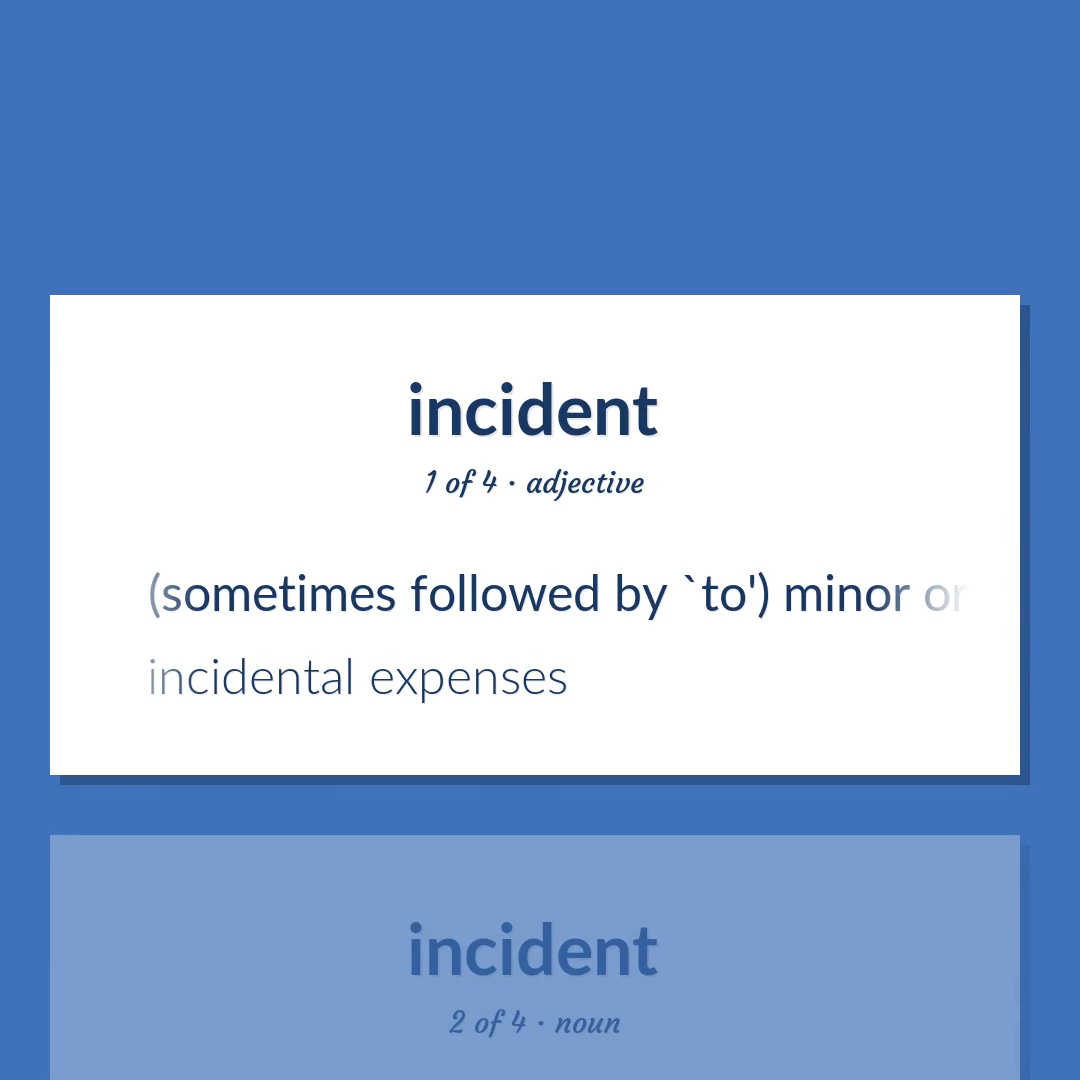 incident
1 of 4 · adjective
(sometimes followed by `to') minor or
incidental expenses
incident
2 of 4 · noun